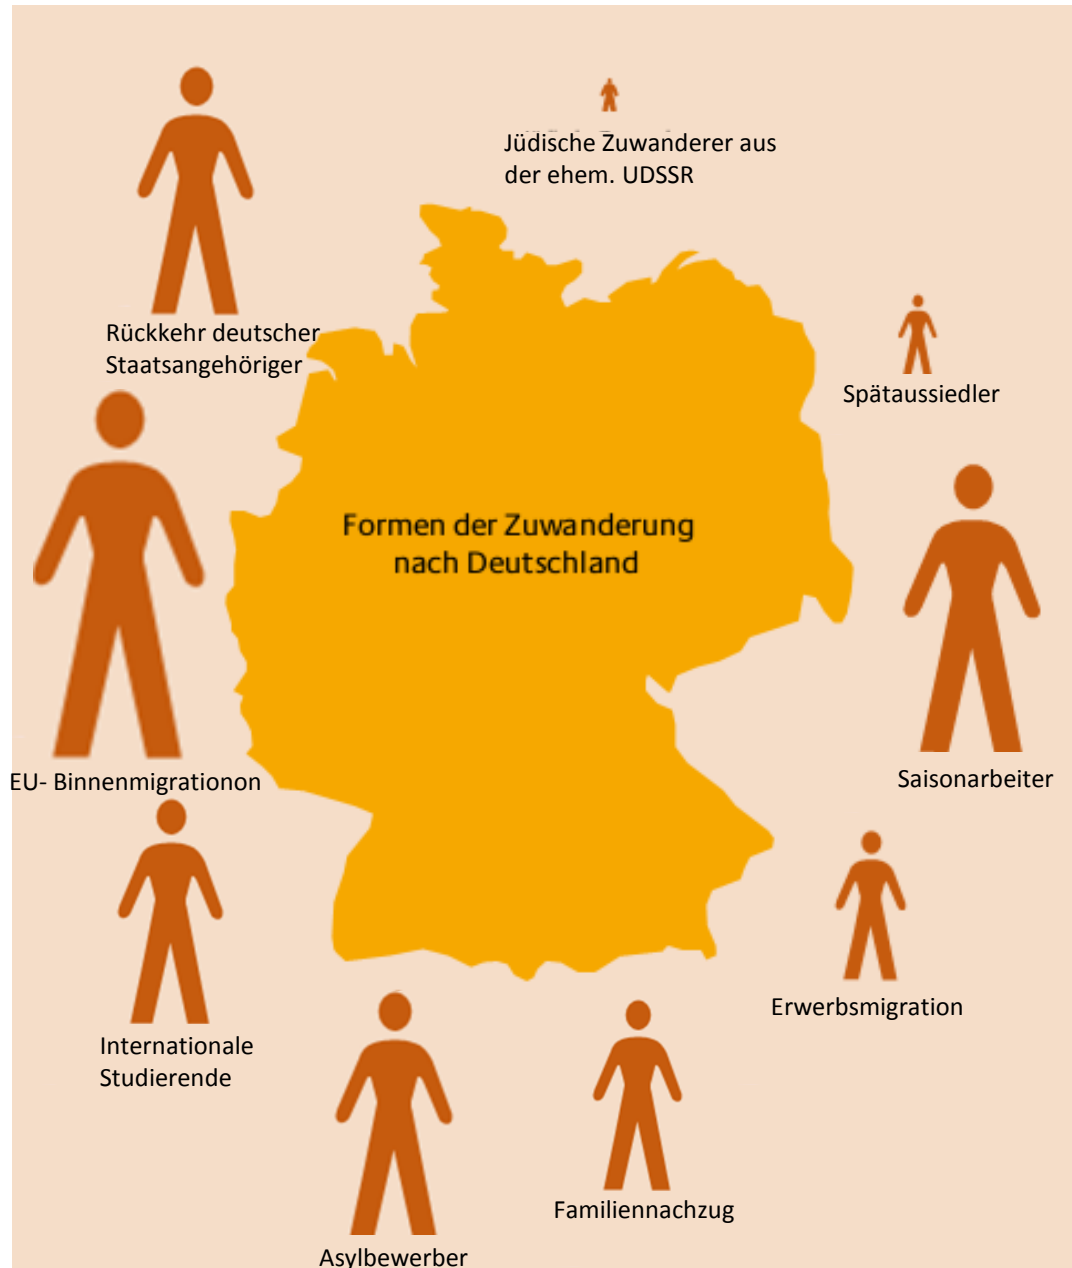 Jüdische Zuwanderer aus
der ehem. UDSSR
Rückkehr deutscher
Staatsangehöriger
Spätaussiedler
Formen der Zuwanderung
nach Deutschland
EU- Binnenmigrationon
Saisonarbeiter
Erwerbsmigration
Internationale
Studierende
Familiennachzug
Asylbewerber